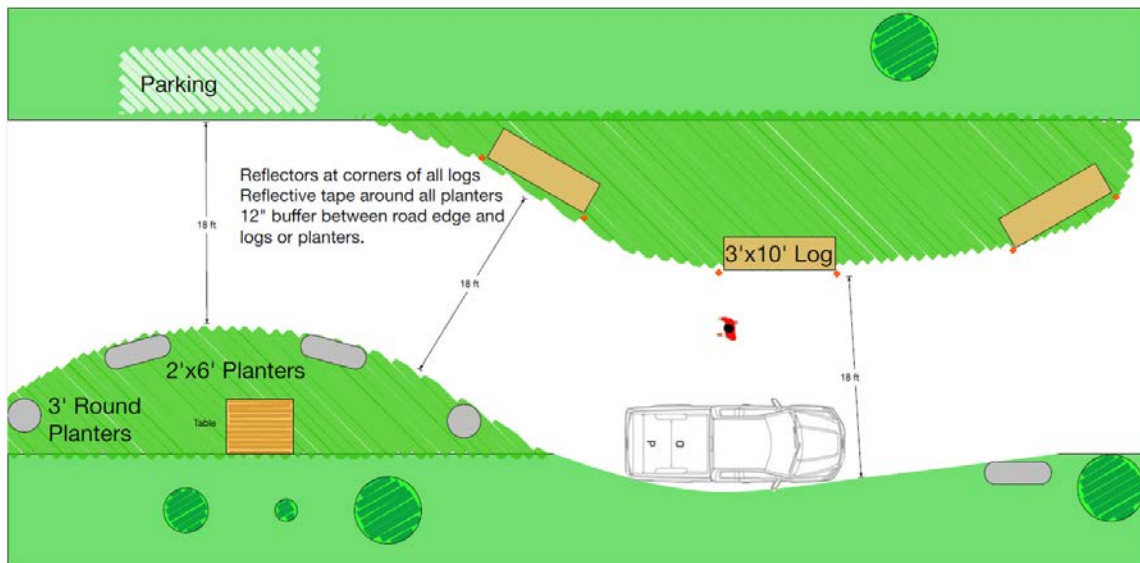 Parking
Reflectors at corners of all logs
Reflective tape around all planters
12" buffer between road edge and
logs or planters.
18 ft
18 ft
3'x10' Log
18 ft
2'x6' Planters
3' Round
Planters
Table
P
O